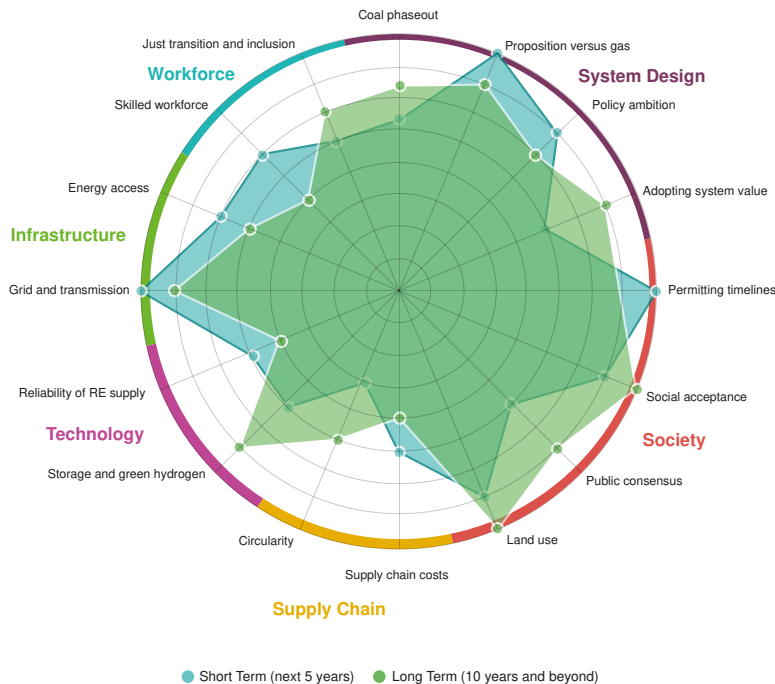 Coal phaseout
Just transition and inclusion
Proposition versus gas
Workforce
System Design
Skilled workforce
Policy ambition
Energy access
Adopting system value
Infrastructure
Grid and transmission
Permitting timelines
Reliability of RE supply
Social acceptance
Technology
Society
Storage and green hydrogen
Public consensus
Circularity
Land use
Supply chain costs
Supply Chain
Short Term (next 5 years)
Long Term (10 years and beyond)